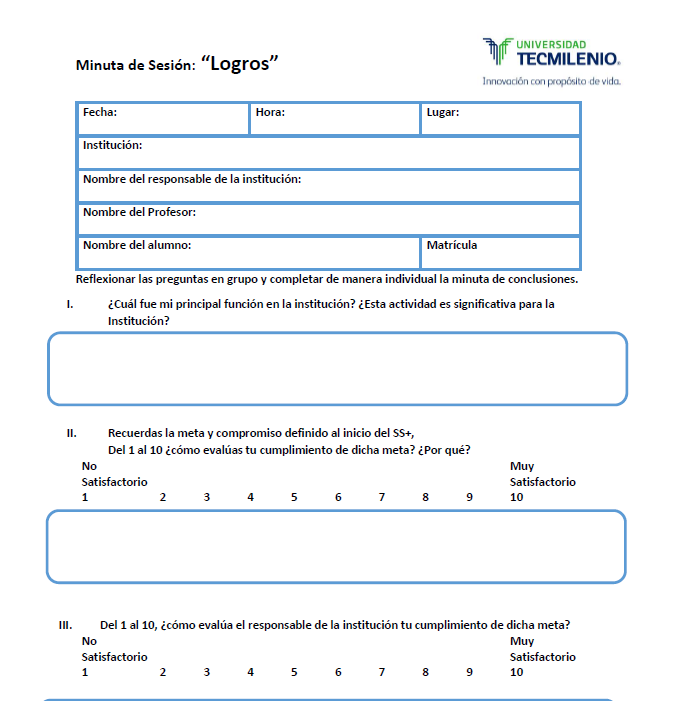 Minuta de Sesión: “Logros”
UNIVERSIDAD
TECMILENIO®
Innovación con propósito de vida.
Fecha: Hora: Lugar:
Institución:
Nombre del responsable de la institución:
Nombre del Profesor:
Nombre del alumno: Matrícula
Reflexionar las preguntas en grupo y completar de manera individual la minuta de conclusiones.
I. ¿Cuál fue mi principal función en la institución? ¿Esta actividad es significativa para la
Institución?
II. Recuerdas la meta y compromiso definido al inicio del SS+,
Del 1 al 10 ¿cómo evalúas tu cumplimiento de dicha meta? ¿Por qué?
No Muy
Satisfactorio Satisfactorio
1 2 3 4 5 6 7 8 9 10
III. Del 1 al 10, ¿cómo evalúa el responsable de la institución tu cumplimiento de dicha meta?
No Muy
Satisfactorio Satisfactorio
1 2 3 4 5 6 7 8 9 10